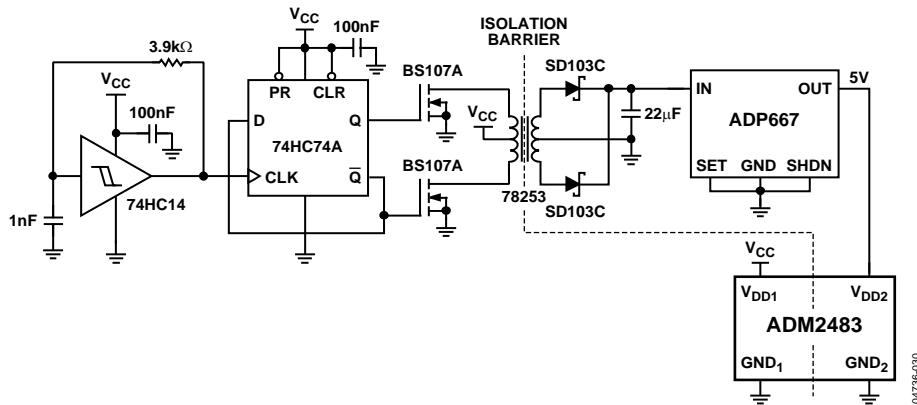 ISOLATION
BARRIER
3.9kΩ
VCC
100nF
BS107A
SD103C
VCC
100nF
PR CLR
D Q
74HC74A
CLK Q
74HC14
1nF
VCC
BS107A
78253
SD103C
22µF
IN OUT
5V
ADP667
SET GND SHDN
VCC
VDD1 VDD2
ADM2483
GND1 GND2
04736-030